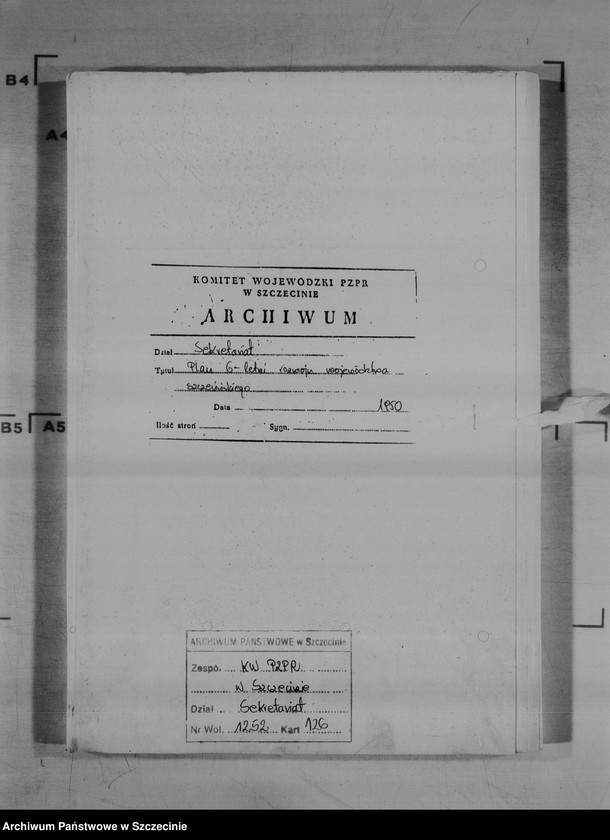 B4
A4
KOMITET WOJEWÓDZKI PZPR
W SZCZECINIE
ARCHIWUM
Dział Sekretariat
Tytuł Plan 6-letni rozwoju województwa
szczecińskiego
Data 1950
Ilość stron Sygn.
B5 A5
ARCHIWUM PAŃSTWOWE w Szczecinie
Zespó. KW PZPR
w Szczecinie
Dział Sekretariat
Nr Wol. 1252 Kart 126
Archiwum Państwowe w Szczecinie